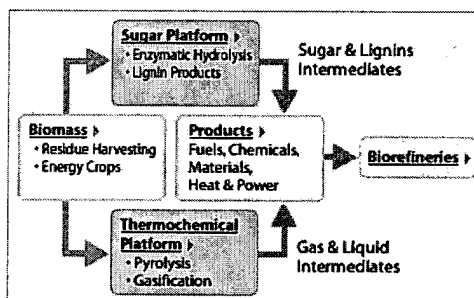 Sugar Platform ▸
• Enzymatic Hydrolysis
• Lignin Products
Sugar & Lignins
Intermediates
Biomass ▸
• Residue Harvesting
• Energy Crops
Products ▸
Fuels, Chemicals,
Materials,
Heat & Power
Biorefineries ▸
Thermochemical
Platform ▸
• Pyrolysis
• Gasification
Gas & Liquid
Intermediates